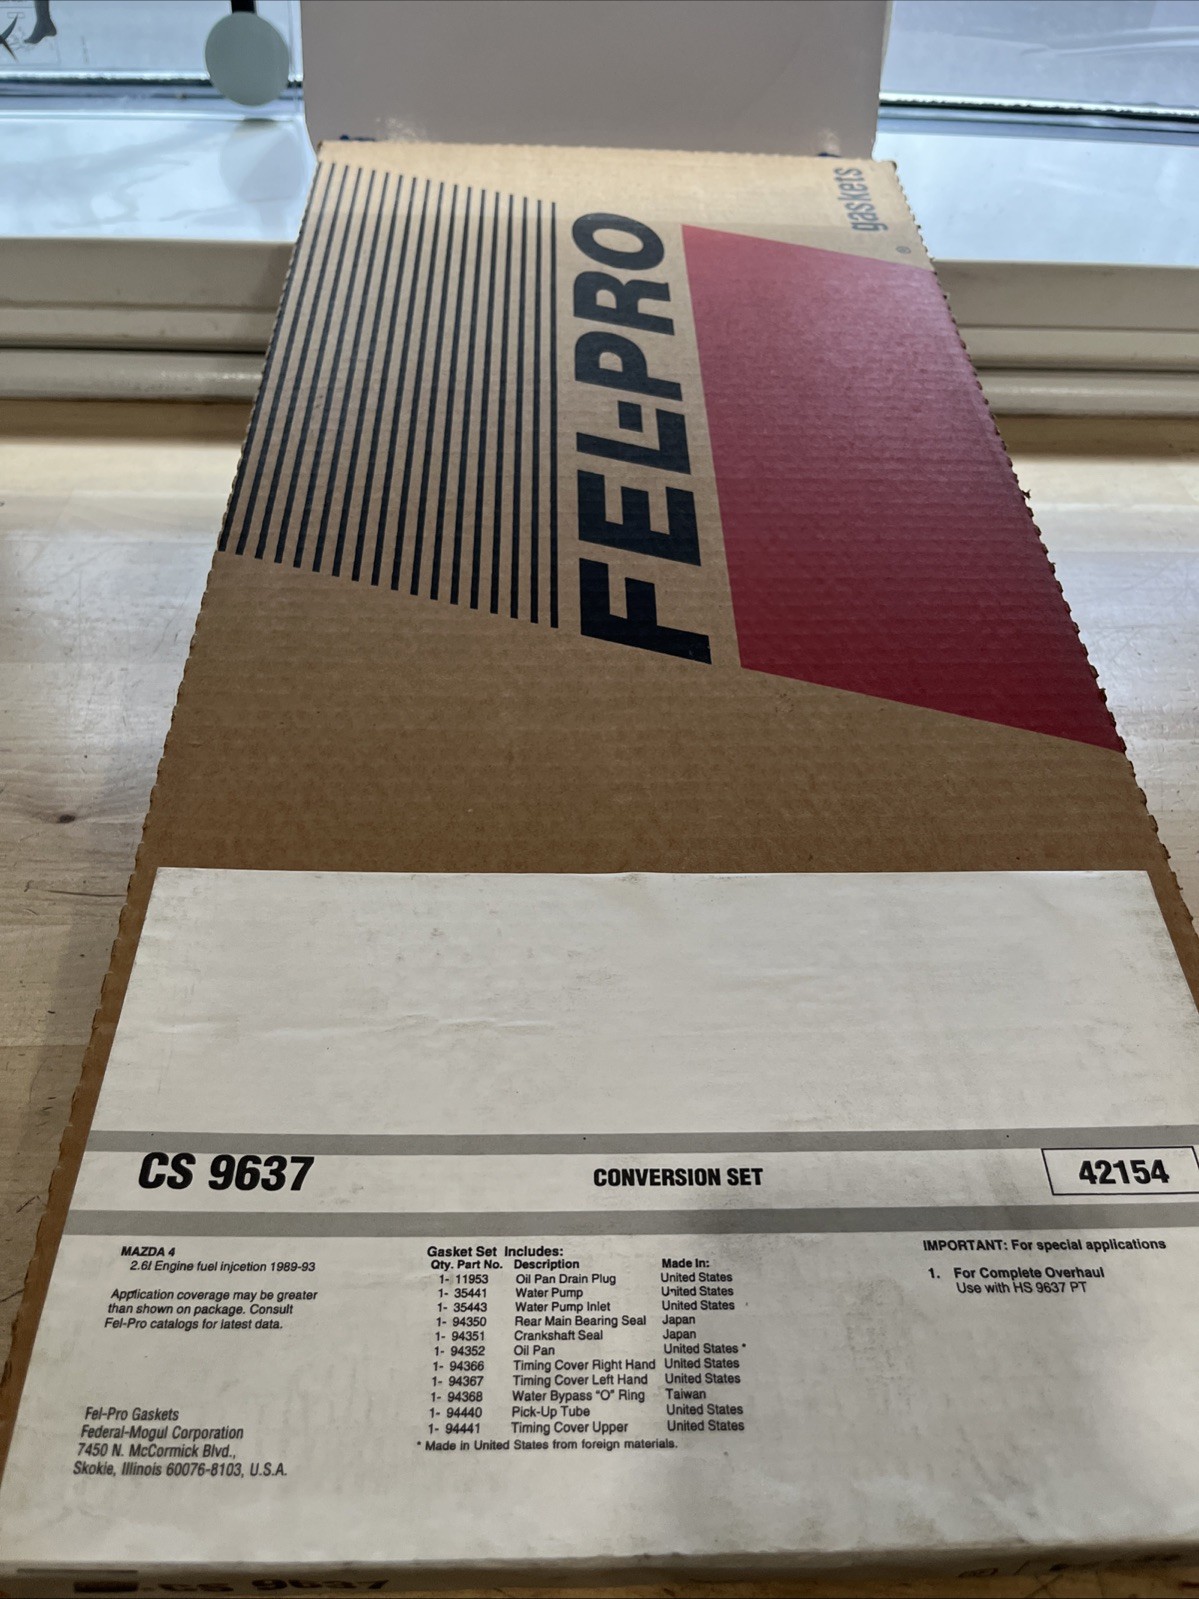 FEL-PRO
gaskets
®
CS 9637
CONVERSION SET
42154
MAZDA 4
2.6l Engine fuel injcetion 1989-93
Application coverage may be greater
than shown on package. Consult
Fel-Pro catalogs for latest data.
Fel-Pro Gaskets
Federal-Mogul Corporation
7450 N. McCormick Blvd.,
Skokie, Illinois 60076-8103, U.S.A.
Gasket Set Includes:
Qty. Part No. Description Made In:
1- 11953 Oil Pan Drain Plug United States
1- 35441 Water Pump United States
1- 35443 Water Pump Inlet United States
1- 94350 Rear Main Bearing Seal Japan
1- 94351 Crankshaft Seal Japan
1- 94352 Oil Pan United States *
1- 94366 Timing Cover Right Hand United States
1- 94367 Timing Cover Left Hand United States
1- 94368 Water Bypass "O" Ring Taiwan
1- 94440 Pick-Up Tube United States
1- 94441 Timing Cover Upper United States
* Made in United States from foreign materials.
IMPORTANT: For special applications
1. For Complete Overhaul
Use with HS 9637 PT
CS 9637